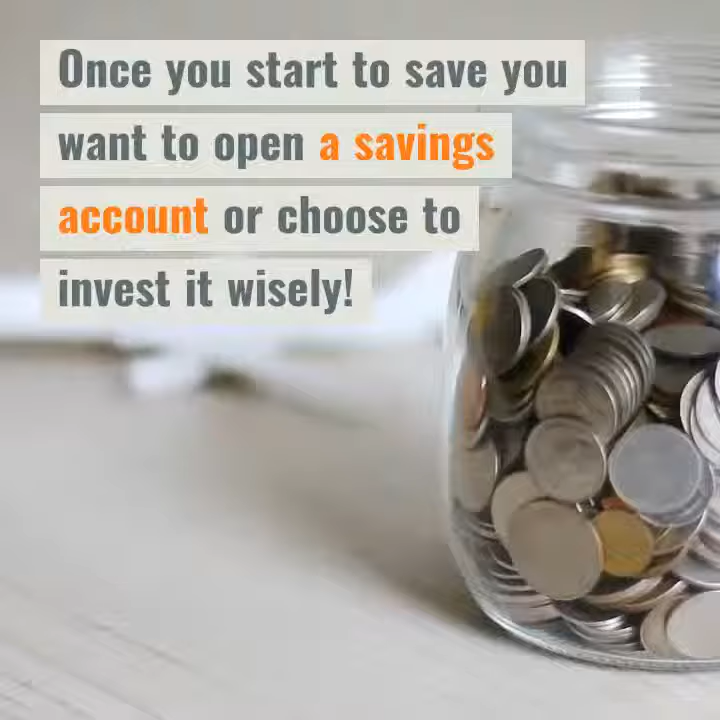 Once you start to save you
want to open a savings
account or choose to
invest it wisely!